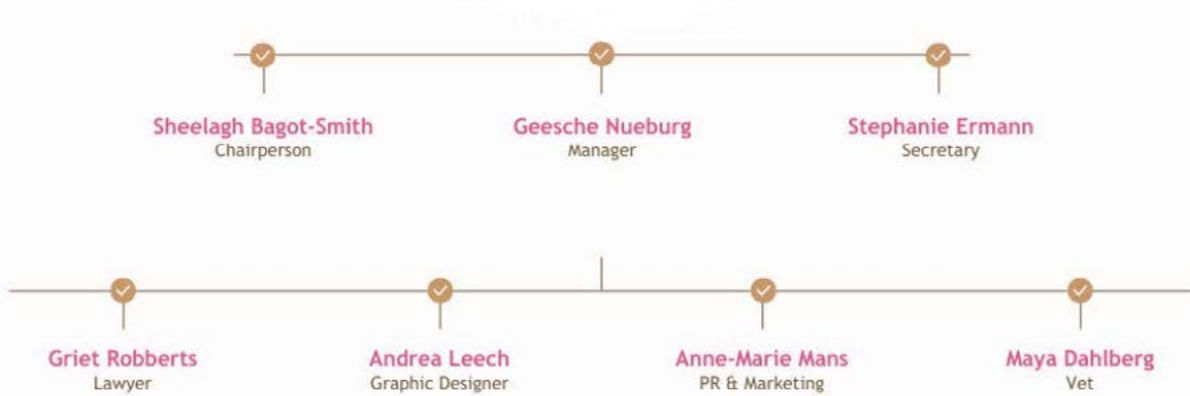 Sheelagh Bagot-Smith
Chairperson
Geesche Nueburg
Manager
Stephanie Ermann
Secretary
Griet Robberts
Lawyer
Andrea Leech
Graphic Designer
Anne-Marie Mans
PR & Marketing
Maya Dahlberg
Vet